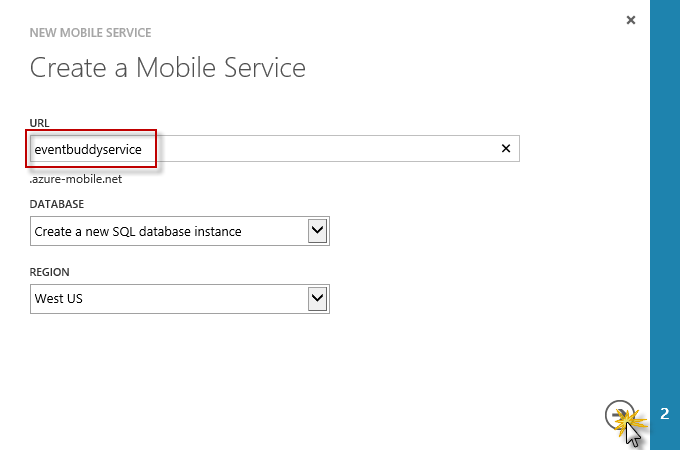 NEW MOBILE SERVICE
Create a Mobile Service
URL
eventbuddyservice
.azure-mobile.net
DATABASE
Create a new SQL database instance
REGION
West US
2